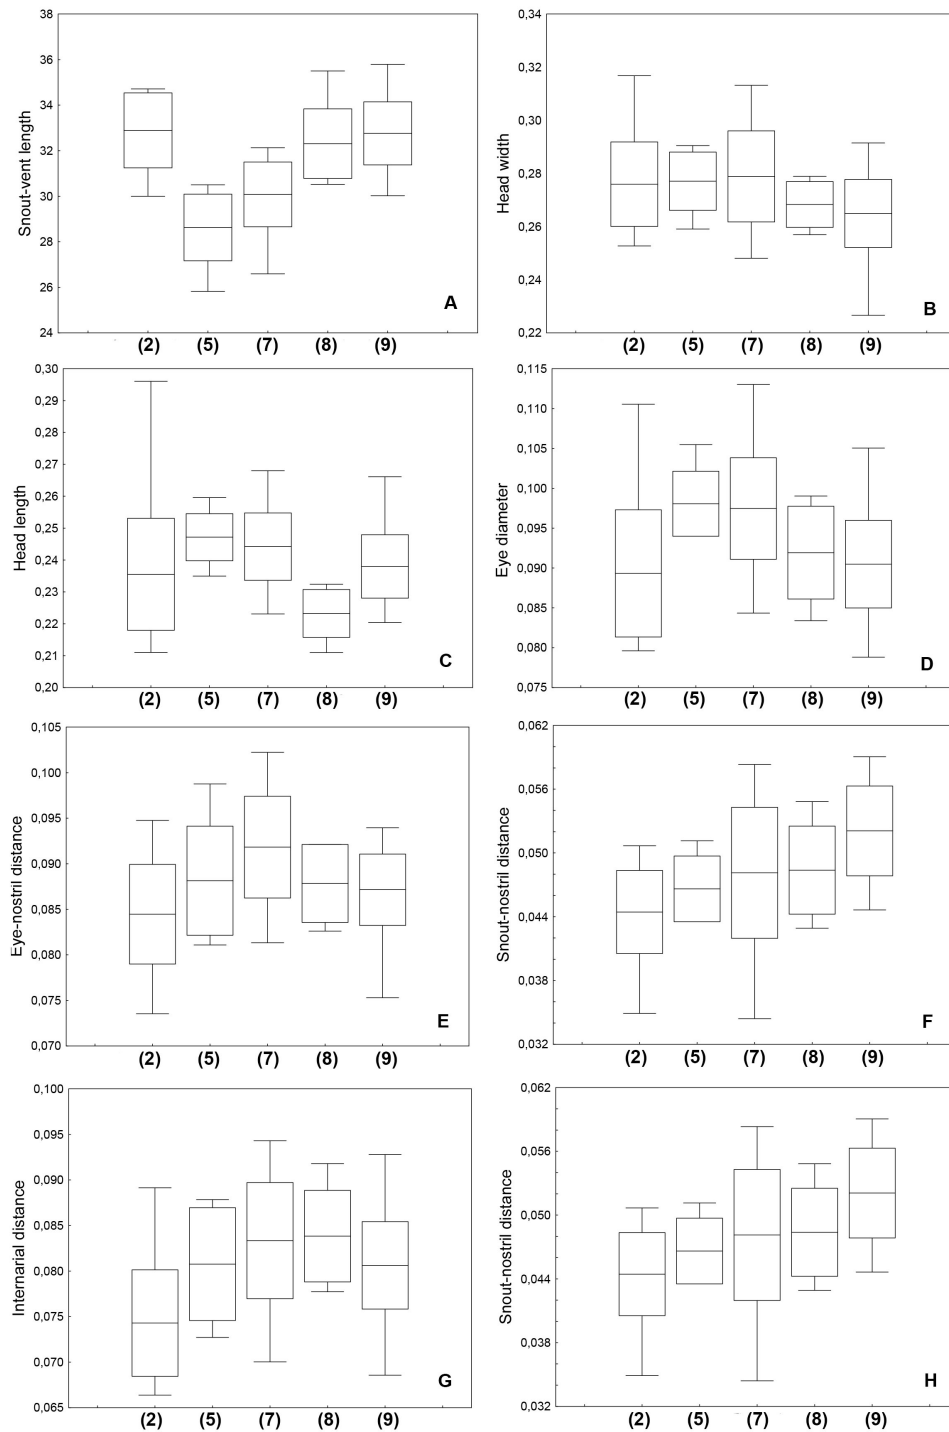 Snout-vent length
38
36
34
32
30
28
26
24
A
(2) (5) (7) (8) (9)
Head width
0,34
0,32
0,30
0,28
0,26
0,24
0,22
B
(2) (5) (7) (8) (9)
Head length
0,30
0,29
0,28
0,27
0,26
0,25
0,24
0,23
0,22
0,21
0,20
C
(2) (5) (7) (8) (9)
Eye diameter
0,115
0,110
0,105
0,100
0,095
0,090
0,085
0,080
0,075
D
(2) (5) (7) (8) (9)
Eye-nostril distance
0,105
0,100
0,095
0,090
0,085
0,080
0,075
0,070
E
(2) (5) (7) (8) (9)
Snout-nostril distance
0,062
0,056
0,050
0,044
0,038
0,032
F
(2) (5) (7) (8) (9)
Internarial distance
0,100
0,095
0,090
0,085
0,080
0,075
0,070
0,065
G
(2) (5) (7) (8) (9)
Snout-nostril distance
0,062
0,056
0,050
0,044
0,038
0,032
H
(2) (5) (7) (8) (9)